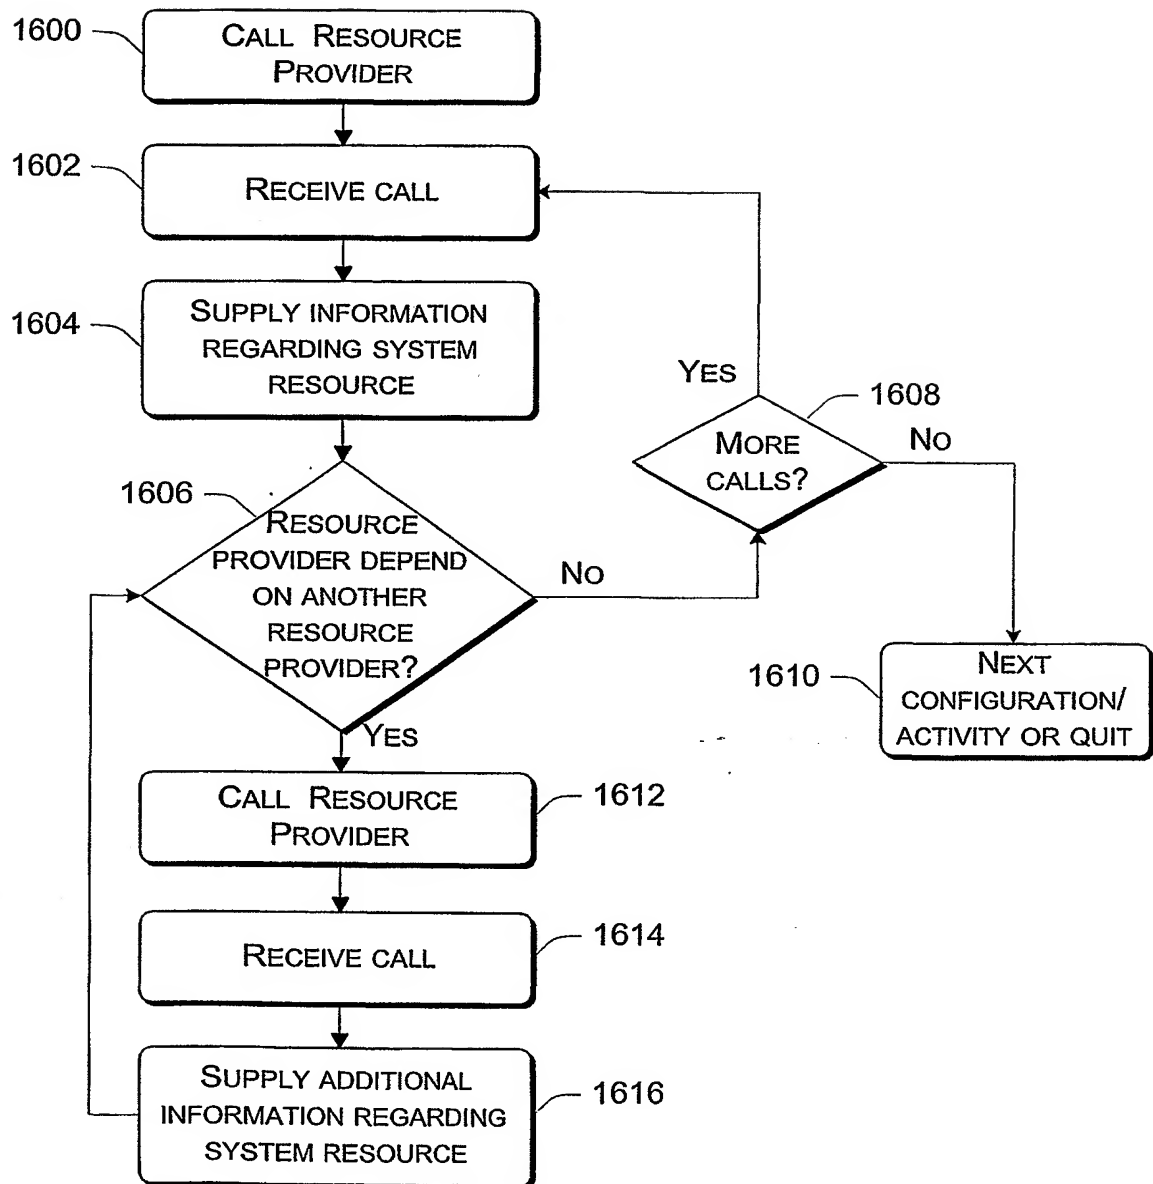 1600
CALL RESOURCE
PROVIDER
1602
RECEIVE CALL
1604
SUPPLY INFORMATION
REGARDING SYSTEM
RESOURCE
YES
1608
MORE
CALLS?
NO
1606
RESOURCE
PROVIDER DEPEND
ON ANOTHER
RESOURCE
PROVIDER?
NO
YES
1610
NEXT
CONFIGURATION/
ACTIVITY OR QUIT
CALL RESOURCE
PROVIDER
1612
RECEIVE CALL
1614
SUPPLY ADDITIONAL
INFORMATION REGARDING
SYSTEM RESOURCE
1616